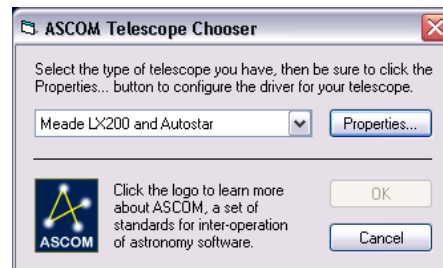 ASCOM Telescope Chooser
Select the type of telescope you have, then be sure to click the
Properties... button to configure the driver for your telescope.
Meade LX200 and Autostar
Properties...
Click the logo to learn more
about ASCOM, a set of
standards for inter-operation
of astronomy software.
ASCOM
OK
Cancel